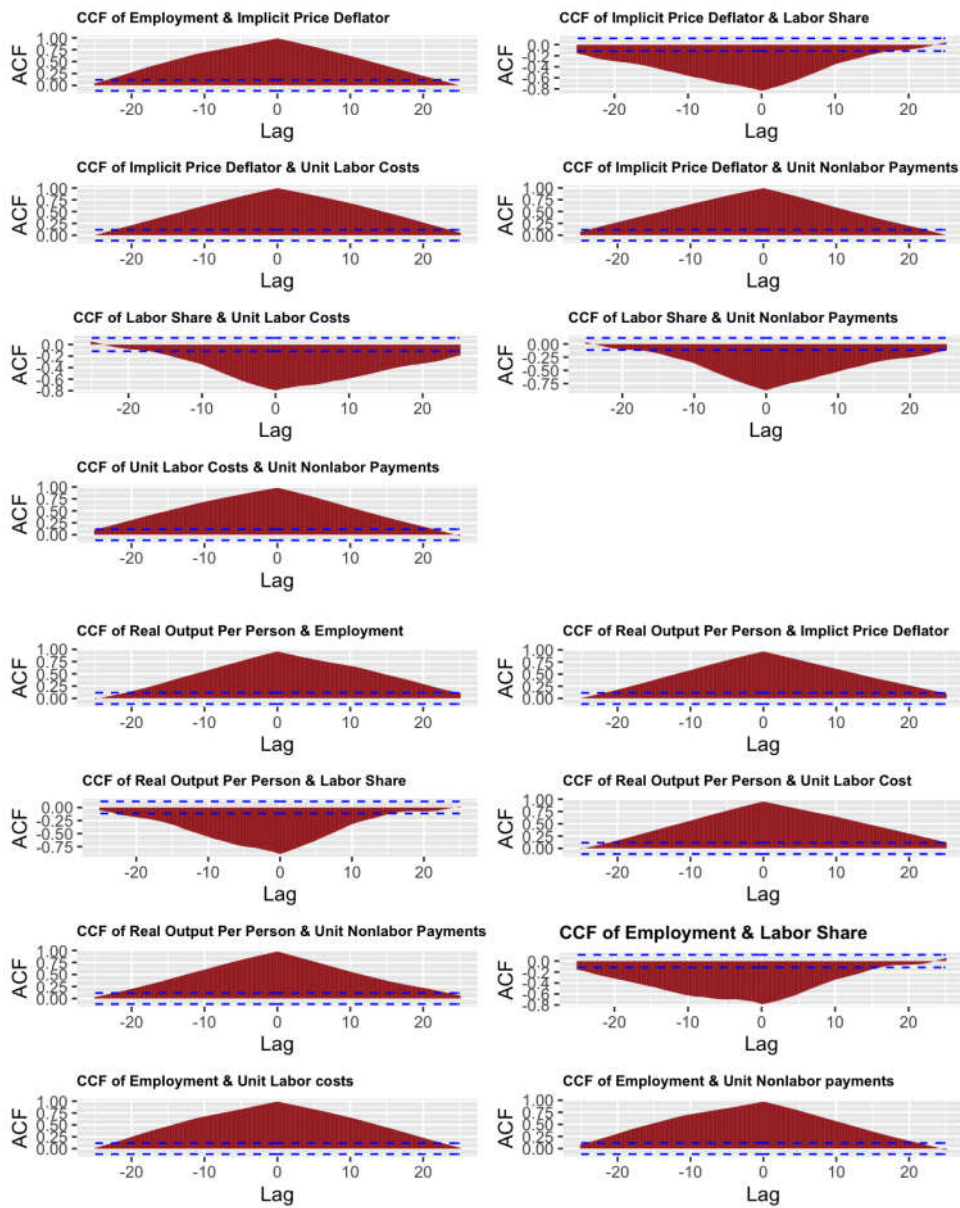 CCF of Employment & Implicit Price Deflator
1.00
0.75
0.50
0.25
0.00
ACF
-20 -10 0 10 20
Lag
CCF of Implicit Price Deflator & Labor Share
0.0
-0.2
-0.4
-0.6
-0.8
ACF
-20 -10 0 10 20
Lag
CCF of Implicit Price Deflator & Unit Labor Costs
1.00
0.75
0.50
0.25
0.00
ACF
-20 -10 0 10 20
Lag
CCF of Implicit Price Deflator & Unit Nonlabor Payments
1.00
0.75
0.50
0.25
0.00
ACF
-20 -10 0 10 20
Lag
CCF of Labor Share & Unit Labor Costs
0.0
-0.2
-0.4
-0.6
-0.8
ACF
-20 -10 0 10 20
Lag
CCF of Labor Share & Unit Nonlabor Payments
0.00
-0.25
-0.50
-0.75
ACF
-20 -10 0 10 20
Lag
CCF of Unit Labor Costs & Unit Nonlabor Payments
1.00
0.75
0.50
0.25
0.00
ACF
-20 -10 0 10 20
Lag
CCF of Real Output Per Person & Employment
1.00
0.75
0.50
0.25
0.00
ACF
-20 -10 0 10 20
Lag
CCF of Real Output Per Person & Implict Price Deflator
1.00
0.75
0.50
0.25
0.00
ACF
-20 -10 0 10 20
Lag
CCF of Real Output Per Person & Labor Share
0.00
-0.25
-0.50
-0.75
ACF
-20 -10 0 10 20
Lag
CCF of Real Output Per Person & Unit Labor Cost
1.00
0.75
0.50
0.25
0.00
ACF
-20 -10 0 10 20
Lag
CCF of Real Output Per Person & Unit Nonlabor Payments
1.00
0.75
0.50
0.25
0.00
ACF
-20 -10 0 10 20
Lag
CCF of Employment & Labor Share
0.0
-0.2
-0.4
-0.6
-0.8
ACF
-20 -10 0 10 20
Lag
CCF of Employment & Unit Labor costs
1.00
0.75
0.50
0.25
0.00
ACF
-20 -10 0 10 20
Lag
CCF of Employment & Unit Nonlabor payments
1.00
0.75
0.50
0.25
0.00
ACF
-20 -10 0 10 20
Lag